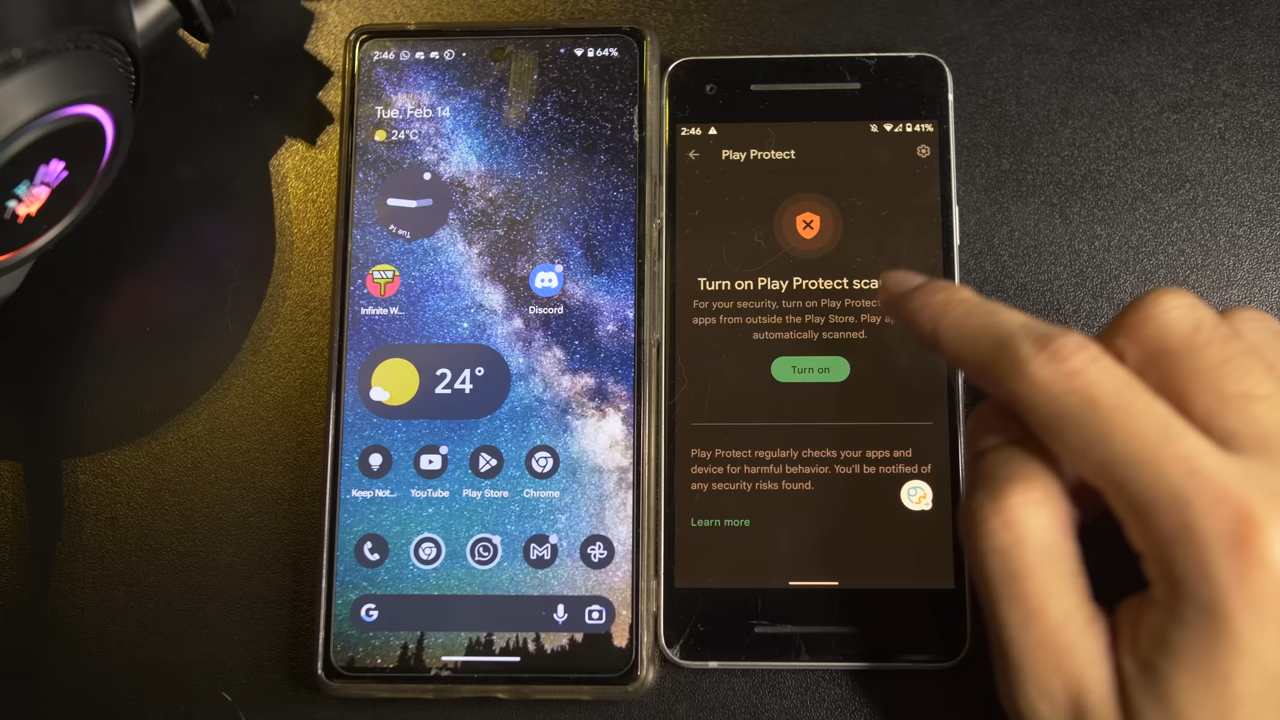 2:46
64%
Tue, Feb 14
24°C
Tue 14
Infinite W...
Discord
24°
Keep Not...
YouTube
Play Store
Chrome
G
2:46
41%
Play Protect
Turn on Play Protect
For your security, turn on Play Protect
apps from outside the Play Store. Play
automatically scanned.
Turn on
Play Protect regularly checks your apps and
device for harmful behavior. You'll be notified of
any security risks found.
Learn more